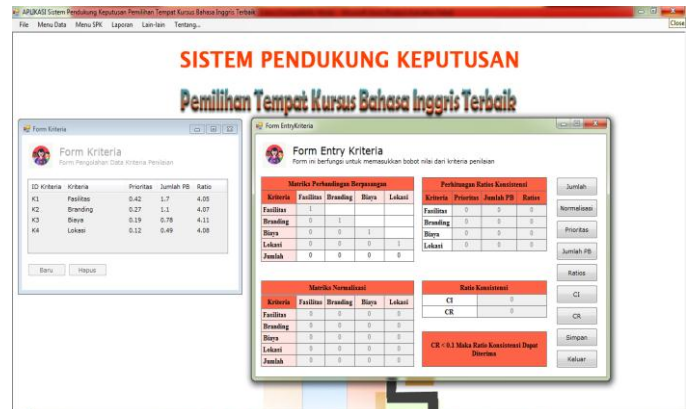 APLIKASI Sistem Pendukung Keputusan Pemilihan Tempat Kursus Bahasa Inggris Terbaik
File Menu Data Menu SPK Laporan Lain-lain Tentang...
Close
SISTEM PENDUKUNG KEPUTUSAN
Pemilihan Tempat Kursus Bahasa Inggris Terbaik
Form Kriteria
Form Kriteria
Form Pengolahan Data Kriteria Penilaian
ID Kriteria Kriteria Prioritas Jumlah PB Ratio
K1 Fasilitas 0.42 1.7 4.05
K2 Branding 0.27 1.1 4.07
K3 Biaya 0.19 0.78 4.11
K4 Lokasi 0.12 0.49 4.08
Baru Hapus
Form EntryKriteria
Form Entry Kriteria
Form ini berfungsi untuk memasukkan bobot nilai dari kriteria penilaian
Matriks Perbandingan Berpasangan
Kriteria Fasilitas Branding Biaya Lokasi
Fasilitas 1
Branding 0 1
Biaya 0 0 1
Lokasi 0 0 0 1
Jumlah 0 0 0 0
Perhitungan Ratios Konsistensi
Kriteria Prioritas Jumlah PB Ratios
Fasilitas 0 0 0
Branding 0 0 0
Biaya 0 0 0
Lokasi 0 0 0
Matriks Normalisasi
Kriteria Fasilitas Branding Biaya Lokasi
Fasilitas 0 0 0 0
Branding 0 0 0 0
Biaya 0 0 0 0
Lokasi 0 0 0 0
Jumlah 0 0 0 0
Ratio Konsistensi
CI 0
CR 0
CR < 0.1 Maka Ratio Konsistensi Dapat
Diterima
Jumlah
Normalisasi
Prioritas
Jumlah PB
Ratios
CI
CR
Simpan
Keluar